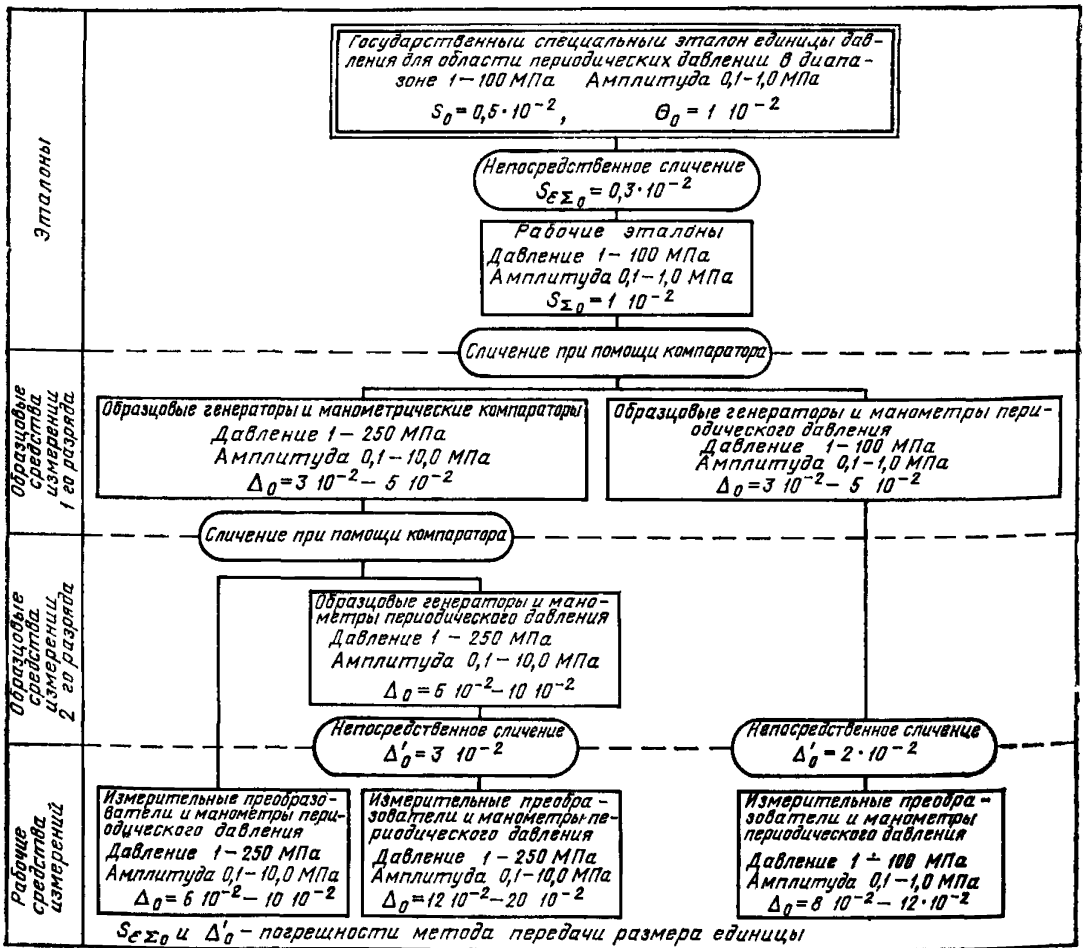 Эталоны
Государственный специальный эталон единицы дав-
ления для области периодических давлений в диапа-
зоне 1 – 100 МПа Амплитуда 0,1 – 1,0 МПа
S₀ = 0,5·10⁻², Θ₀ = 1 10⁻²
Непосредственное сличение
S_εΣ₀ = 0,3·10⁻²
Рабочие эталоны
Давление 1 – 100 МПа
Амплитуда 0,1 – 1,0 МПа
S_Σ₀ = 1 10⁻²
Сличение при помощи компаратора
Образцовые
средства
измерении
1 го разряда
Образцовые генераторы и манометрические компараторы
Давление 1 – 250 МПа
Амплитуда 0,1 – 10,0 МПа
Δ₀ = 3 10⁻² – 5 10⁻²
Образцовые генераторы и манометры пери-
одического давления
Давление 1 – 100 МПа
Амплитуда 0,1 – 1,0 МПа
Δ₀ = 3 10⁻² – 5 10⁻²
Сличение при помощи компаратора
Образцовые
средства
измерении
2 го разряда
Образцовые генераторы и мано-
метры периодического давления
Давление 1 – 250 МПа
Амплитуда 0,1 – 10,0 МПа
Δ₀ = 6 10⁻² – 10 10⁻²
Непосредственное сличение
Δ′₀ = 3 10⁻²
Непосредственное сличение
Δ′₀ = 2·10⁻²
Рабочие
средства
измерений
Измерительные преобразо-
ватели и манометры пери-
одического давления
Давление 1 – 250 МПа
Амплитуда 0,1 – 10,0 МПа
Δ₀ = 6 10⁻² – 10 10⁻²
Измерительные преобра-
зователи и манометры пе-
риодического давления
Давление 1 – 250 МПа
Амплитуда 0,1 – 10,0 МПа
Δ₀ = 12 10⁻² – 20 10⁻²
Измерительные преобра-
зователи и манометры
периодического давления
Давление 1 ÷ 100 МПа
Амплитуда 0,1 – 1,0 МПа
Δ₀ = 8 10⁻² – 12·10⁻²
S_εΣ₀ и Δ′₀ – погрешности метода передачи размера единицы